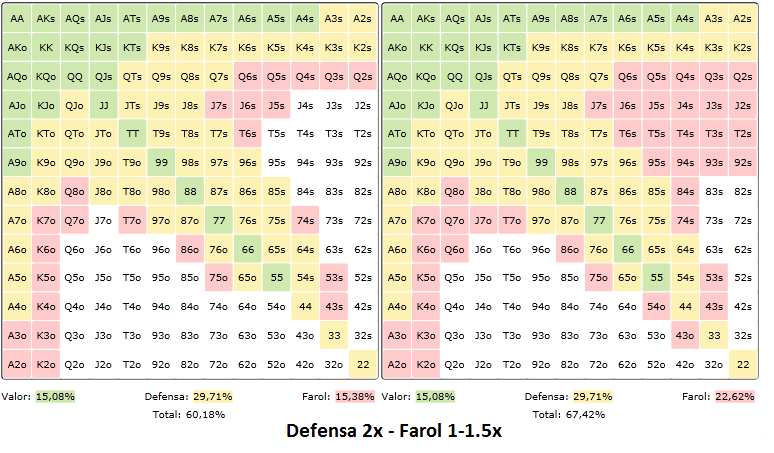 AA AKs AQs AJs ATs A9s A8s A7s A6s A5s A4s A3s A2s AA AKs AQs AJs ATs A9s A8s A7s A6s A5s A4s A3s A2s
AKo KK KQs KJs KTs K9s K8s K7s K6s K5s K4s K3s K2s AKo KK KQs KJs KTs K9s K8s K7s K6s K5s K4s K3s K2s
AQo KQo QQ QJs QTs Q9s Q8s Q7s Q6s Q5s Q4s Q3s Q2s AQo KQo QQ QJs QTs Q9s Q8s Q7s Q6s Q5s Q4s Q3s Q2s
AJo KJo QJo JJ JTs J9s J8s J7s J6s J5s J4s J3s J2s AJo KJo QJo JJ JTs J9s J8s J7s J6s J5s J4s J3s J2s
ATo KTo QTo JTo TT T9s T8s T7s T6s T5s T4s T3s T2s ATo KTo QTo JTo TT T9s T8s T7s T6s T5s T4s T3s T2s
A9o K9o Q9o J9o T9o 99 98s 97s 96s 95s 94s 93s 92s A9o K9o Q9o J9o T9o 99 98s 97s 96s 95s 94s 93s 92s
A8o K8o Q8o J8o T8o 98o 88 87s 86s 85s 84s 83s 82s A8o K8o Q8o J8o T8o 98o 88 87s 86s 85s 84s 83s 82s
A7o K7o Q7o J7o T7o 97o 87o 77 76s 75s 74s 73s 72s A7o K7o Q7o J7o T7o 97o 87o 77 76s 75s 74s 73s 72s
A6o K6o Q6o J6o T6o 96o 86o 76o 66 65s 64s 63s 62s A6o K6o Q6o J6o T6o 96o 86o 76o 66 65s 64s 63s 62s
A5o K5o Q5o J5o T5o 95o 85o 75o 65o 55 54s 53s 52s A5o K5o Q5o J5o T5o 95o 85o 75o 65o 55 54s 53s 52s
A4o K4o Q4o J4o T4o 94o 84o 74o 64o 54o 44 43s 42s A4o K4o Q4o J4o T4o 94o 84o 74o 64o 54o 44 43s 42s
A3o K3o Q3o J3o T3o 93o 83o 73o 63o 53o 43o 33 32s A3o K3o Q3o J3o T3o 93o 83o 73o 63o 53o 43o 33 32s
A2o K2o Q2o J2o T2o 92o 82o 72o 62o 52o 42o 32o 22 A2o K2o Q2o J2o T2o 92o 82o 72o 62o 52o 42o 32o 22
Valor: 15,08% Defensa: 29,71% Farol: 15,38% Valor: 15,08% Defensa: 29,71% Farol: 22,62%
Total: 60,18% Total: 67,42%
Defensa 2x - Farol 1-1.5x